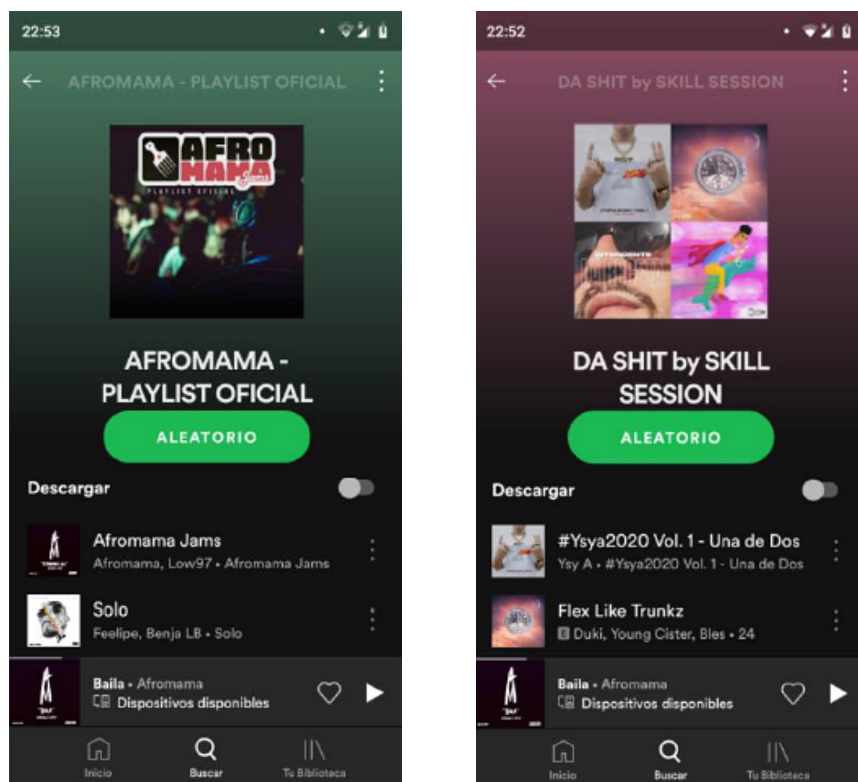 22:53
AFROMAMA - PLAYLIST OFICIAL
AFRO
MAMA
Jams
PLAYLIST OFICIAL
AFROMAMA -
PLAYLIST OFICIAL
ALEATORIO
Descargar
Afromama Jams
Afromama, Low97 • Afromama Jams
Solo
Feelipe, Benja LB • Solo
Baila • Afromama
Dispositivos disponibles
Inicio
Buscar
Tu Biblioteca
22:52
DA SHIT by SKILL SESSION
DA SHIT by SKILL
SESSION
ALEATORIO
Descargar
#Ysya2020 Vol. 1 - Una de Dos
Ysy A • #Ysya2020 Vol. 1 - Una de Dos
Flex Like Trunkz
E Duki, Young Cister, Bles • 24
Baila • Afromama
Dispositivos disponibles
Inicio
Buscar
Tu Biblioteca